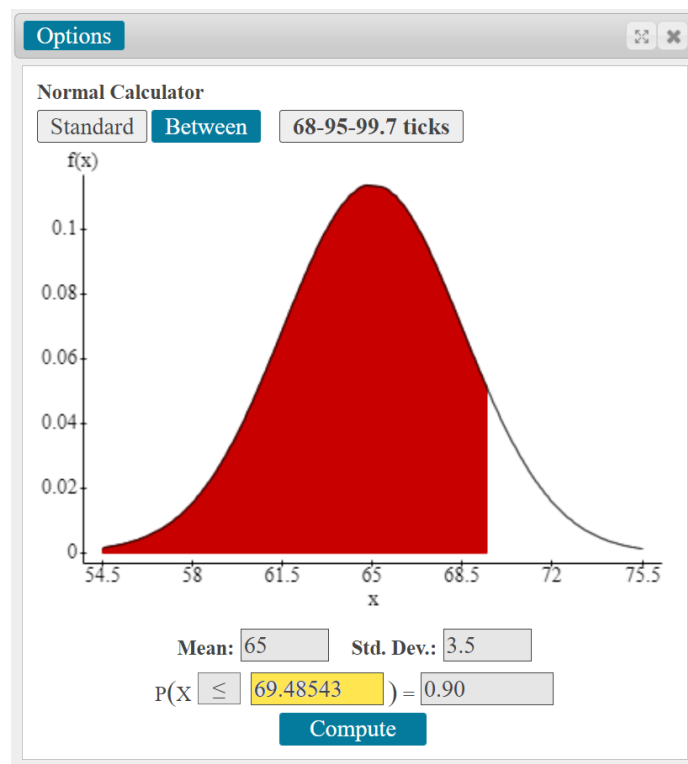 Options
Normal Calculator
Standard Between 68-95-99.7 ticks
f(x)
0.1
0.08
0.06
0.04
0.02
0
54.5 58 61.5 65 68.5 72 75.5
x
Mean: 65 Std. Dev.: 3.5
P(X ≤ 69.48543 ) = 0.90
Compute